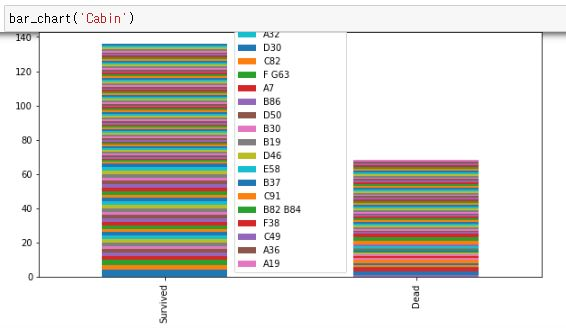 bar_chart('Cabin')
140
120
100
80
60
40
20
0
A32
D30
C82
F G63
A7
B86
D50
B30
B19
D46
E58
B37
C91
B82 B84
F38
C49
A36
A19
Survived
Dead